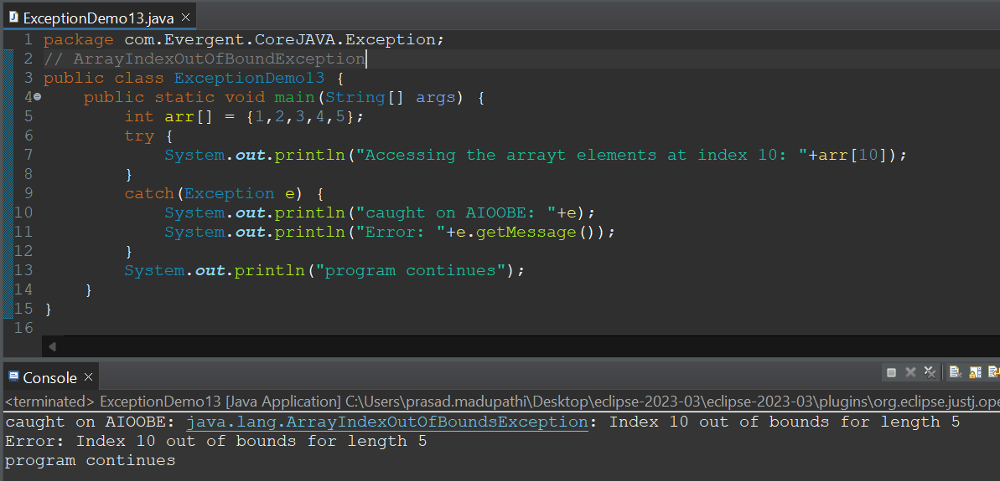 ExceptionDemo13.java
1 package com.Evergent.CoreJAVA.Exception;
2 // ArrayIndexOutOfBoundException
3 public class ExceptionDemo13 {
4 public static void main(String[] args) {
5 int arr[] = {1,2,3,4,5};
6 try {
7 System.out.println("Accessing the arrayt elements at index 10: "+arr[10]);
8 }
9 catch(Exception e) {
10 System.out.println("caught on AIOOBE: "+e);
11 System.out.println("Error: "+e.getMessage());
12 }
13 System.out.println("program continues");
14 }
15 }
16
Console
<terminated> ExceptionDemo13 [Java Application] C:\Users\prasad.madupathi\Desktop\eclipse-2023-03\eclipse-2023-03\plugins\org.eclipse.justj.ope
caught on AIOOBE: java.lang.ArrayIndexOutOfBoundsException: Index 10 out of bounds for length 5
Error: Index 10 out of bounds for length 5
program continues